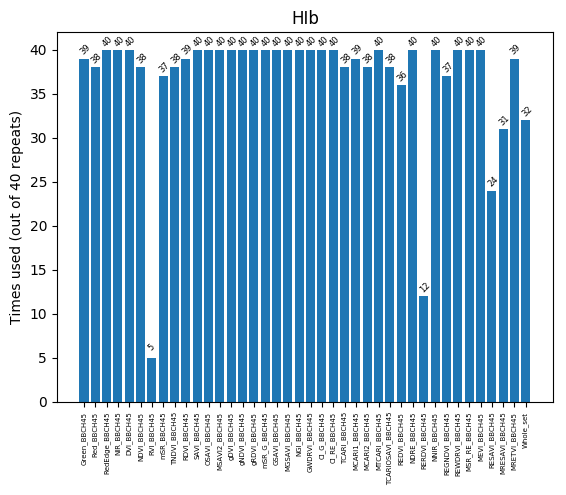 HIb
Times used (out of 40 repeats)
40
35
30
25
20
15
10
5
0
39
38
40
40
40
38
5
37
38
39
40
40
40
40
40
40
40
40
40
40
40
40
40
38
39
38
40
38
36
40
12
40
37
40
40
40
24
31
39
32
Green_BBCH45
Red_BBCH45
RedEdge_BBCH45
NIR_BBCH45
DVI_BBCH45
NDVI_BBCH45
RVI_BBCH45
mSR_BBCH45
TNDVI_BBCH45
RDVI_BBCH45
SAVI_BBCH45
OSAVI_BBCH45
MSAVI2_BBCH45
gDVI_BBCH45
gNDVI_BBCH45
gRDVI_BBCH45
mSR_G_BBCH45
GSAVI_BBCH45
MGSAVI_BBCH45
NGI_BBCH45
GWDRVI_BBCH45
CI_G_BBCH45
CI_RE_BBCH45
TCARI_BBCH45
MCARI1_BBCH45
MCARI2_BBCH45
MTCARI_BBCH45
TCARIOSAVI_BBCH45
REDVI_BBCH45
NDRE_BBCH45
RERDVI_BBCH45
NNIR_BBCH45
REGNDVI_BBCH45
REWDRVI_BBCH45
MSR_RE_BBCH45
MEVI_BBCH45
RESAVI_BBCH45
MRESAVI_BBCH45
MRETVI_BBCH45
Whole_set